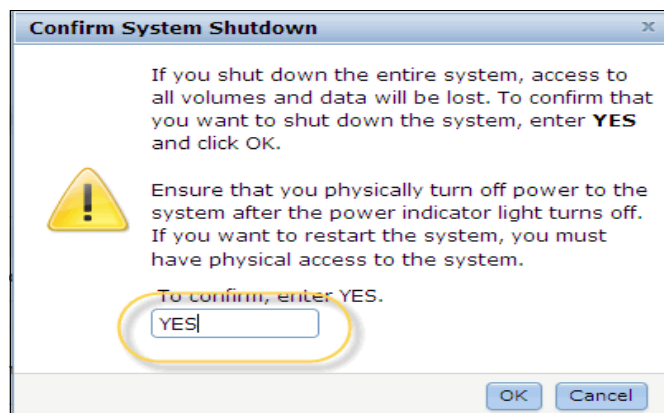 Confirm System Shutdown x
If you shut down the entire system, access to
all volumes and data will be lost. To confirm that
you want to shut down the system, enter YES
and click OK.
Ensure that you physically turn off power to the
system after the power indicator light turns off.
If you want to restart the system, you must
have physical access to the system.
To confirm, enter YES.
YES
OK Cancel